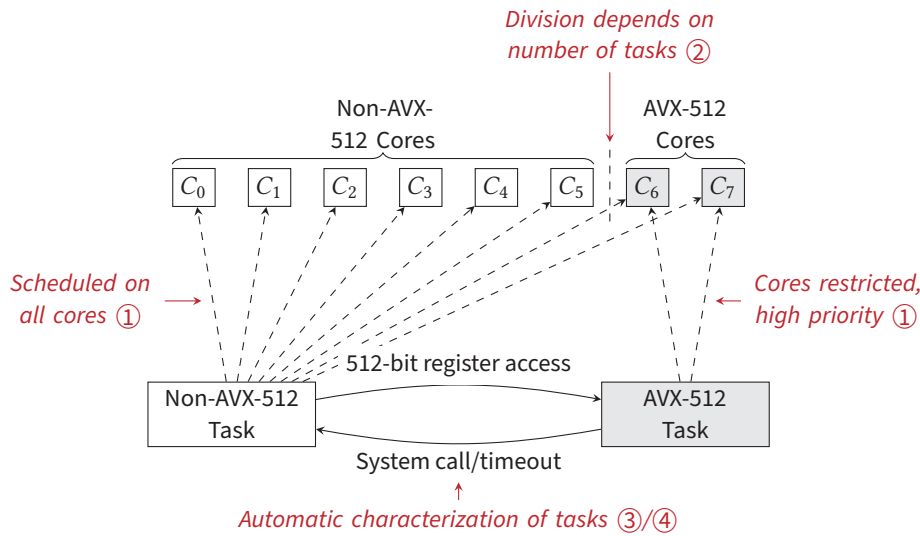 Division depends on
number of tasks ②
Non-AVX-
512 Cores
AVX-512
Cores
C0 C1 C2 C3 C4 C5 C6 C7
Scheduled on
all cores ①
Cores restricted,
high priority ①
512-bit register access
Non-AVX-512
Task
AVX-512
Task
System call/timeout
Automatic characterization of tasks ③/④